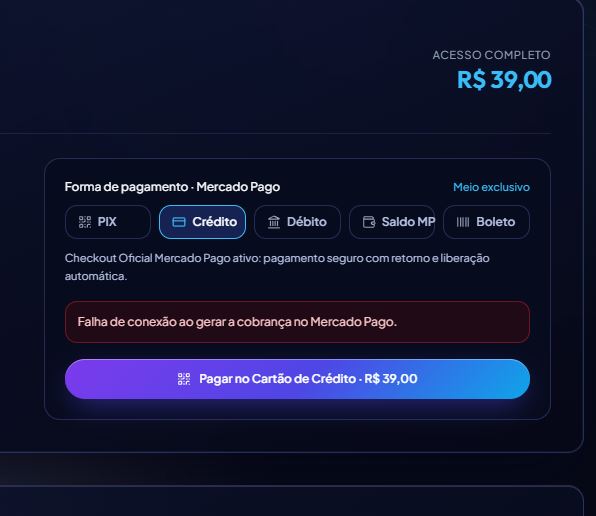 ACESSO COMPLETO
R$ 39,00
Forma de pagamento · Mercado Pago
Meio exclusivo
PIX
Crédito
Débito
Saldo MP
Boleto
Checkout Oficial Mercado Pago ativo: pagamento seguro com retorno e liberação
automática.
Falha de conexão ao gerar a cobrança no Mercado Pago.
Pagar no Cartão de Crédito · R$ 39,00